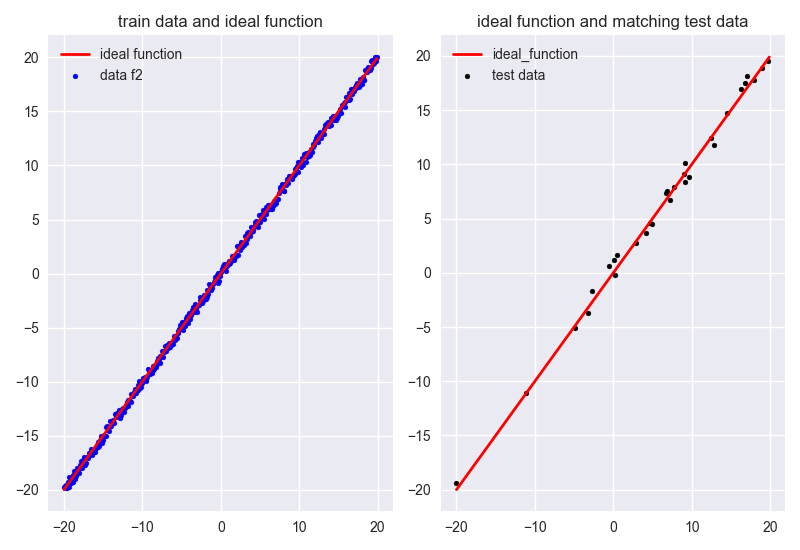 train data and ideal function
ideal function
data f2
20
15
10
5
0
−5
−10
−15
−20
−20 −10 0 10 20
ideal function and matching test data
ideal_function
test data
20
15
10
5
0
−5
−10
−15
−20
−20 −10 0 10 20